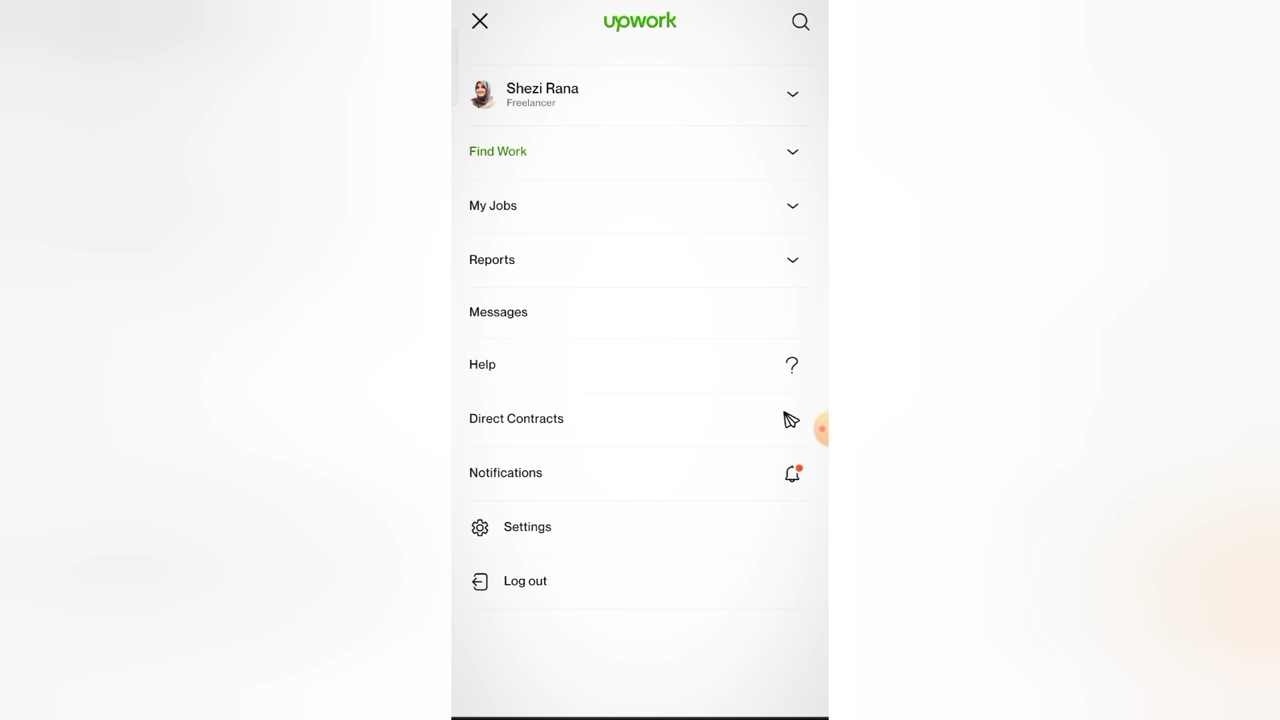 upwork
Shezi Rana
Freelancer
Find Work
My Jobs
Reports
Messages
Help
Direct Contracts
Notifications
Settings
Log out